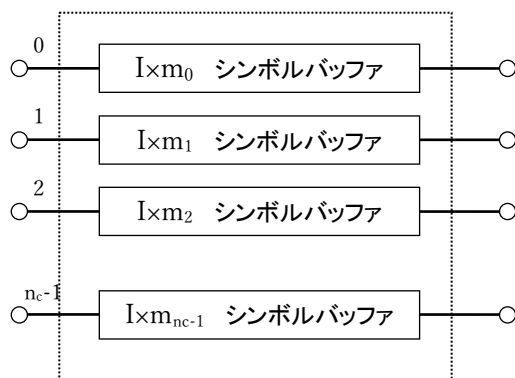 0
I×m₀ シンボルバッファ
1
I×m₁ シンボルバッファ
2
I×m₂ シンボルバッファ
n_c-1
I×m_nc-1 シンボルバッファ